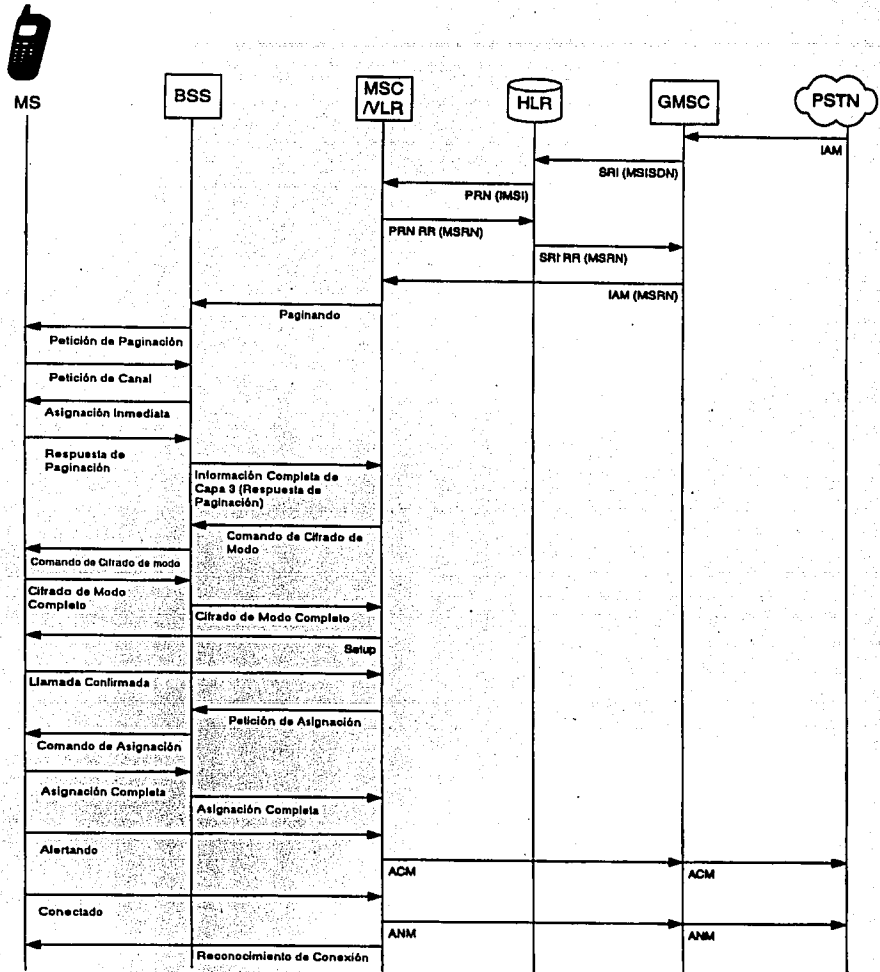 MS
BSS
MSC
/VLR
HLR
GMSC
PSTN
IAM
SRI (MSISDN)
PRN (IMSI)
PRN RR (MSRN)
SRI RR (MSRN)
IAM (MSRN)
Paginando
Petición de Paginación
Petición de Canal
Asignación Inmediata
Respuesta de
Paginación
Información Completa de
Capa 3 (Respuesta de
Paginación)
Comando de Cifrado de
Modo
Comando de Cifrado de modo
Cifrado de Modo
Completo
Cifrado de Modo Completo
Setup
Llamada Confirmada
Petición de Asignación
Comando de Asignación
Asignación Completa
Asignación Completa
Alertando
ACM
ACM
Conectado
ANM
ANM
Reconocimiento de Conexión